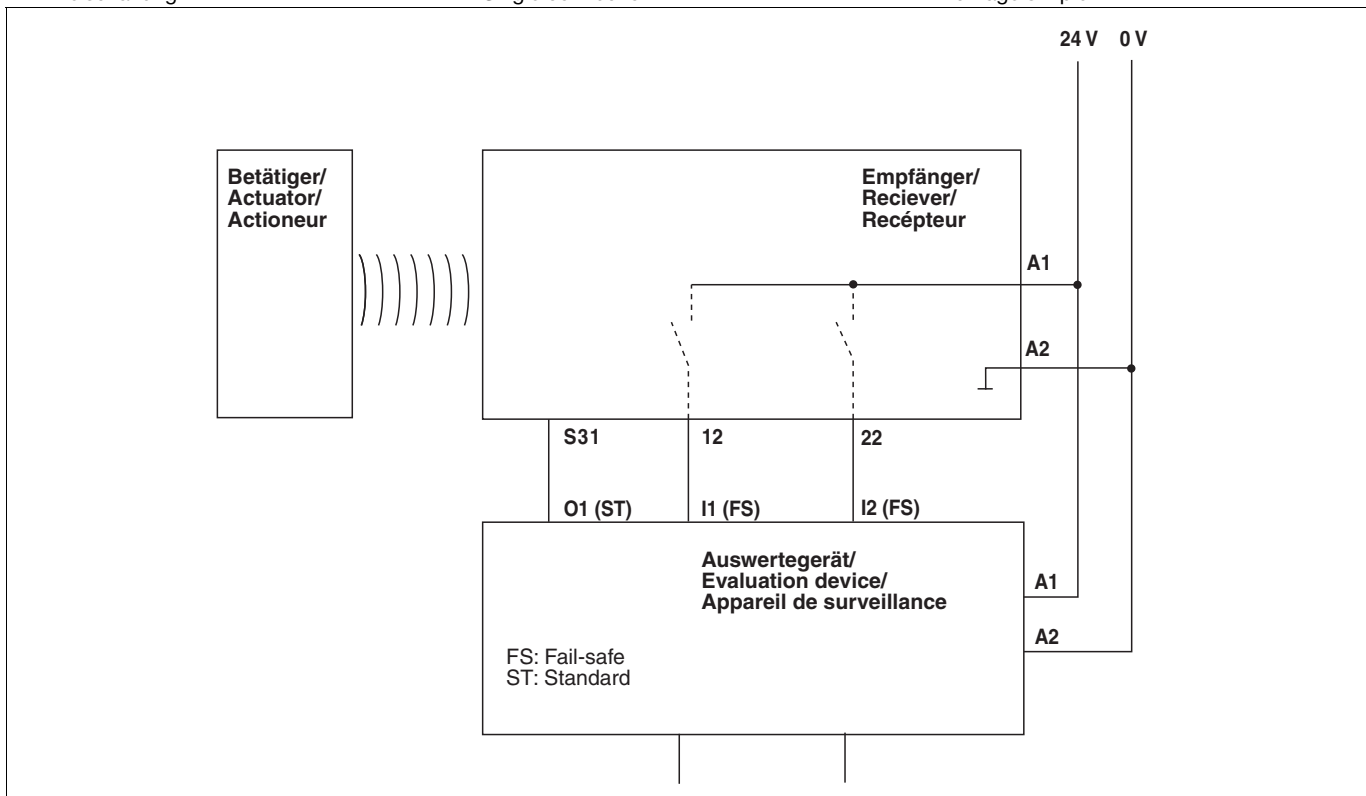 24 V 0 V
Betätiger/
Actuator/
Actioneur
Empfänger/
Reciever/
Recépteur
A1
A2
S31 12 22
O1 (ST) I1 (FS) I2 (FS)
Auswertegerät/
Evaluation device/
Appareil de surveillance
A1
A2
FS: Fail-safe
ST: Standard